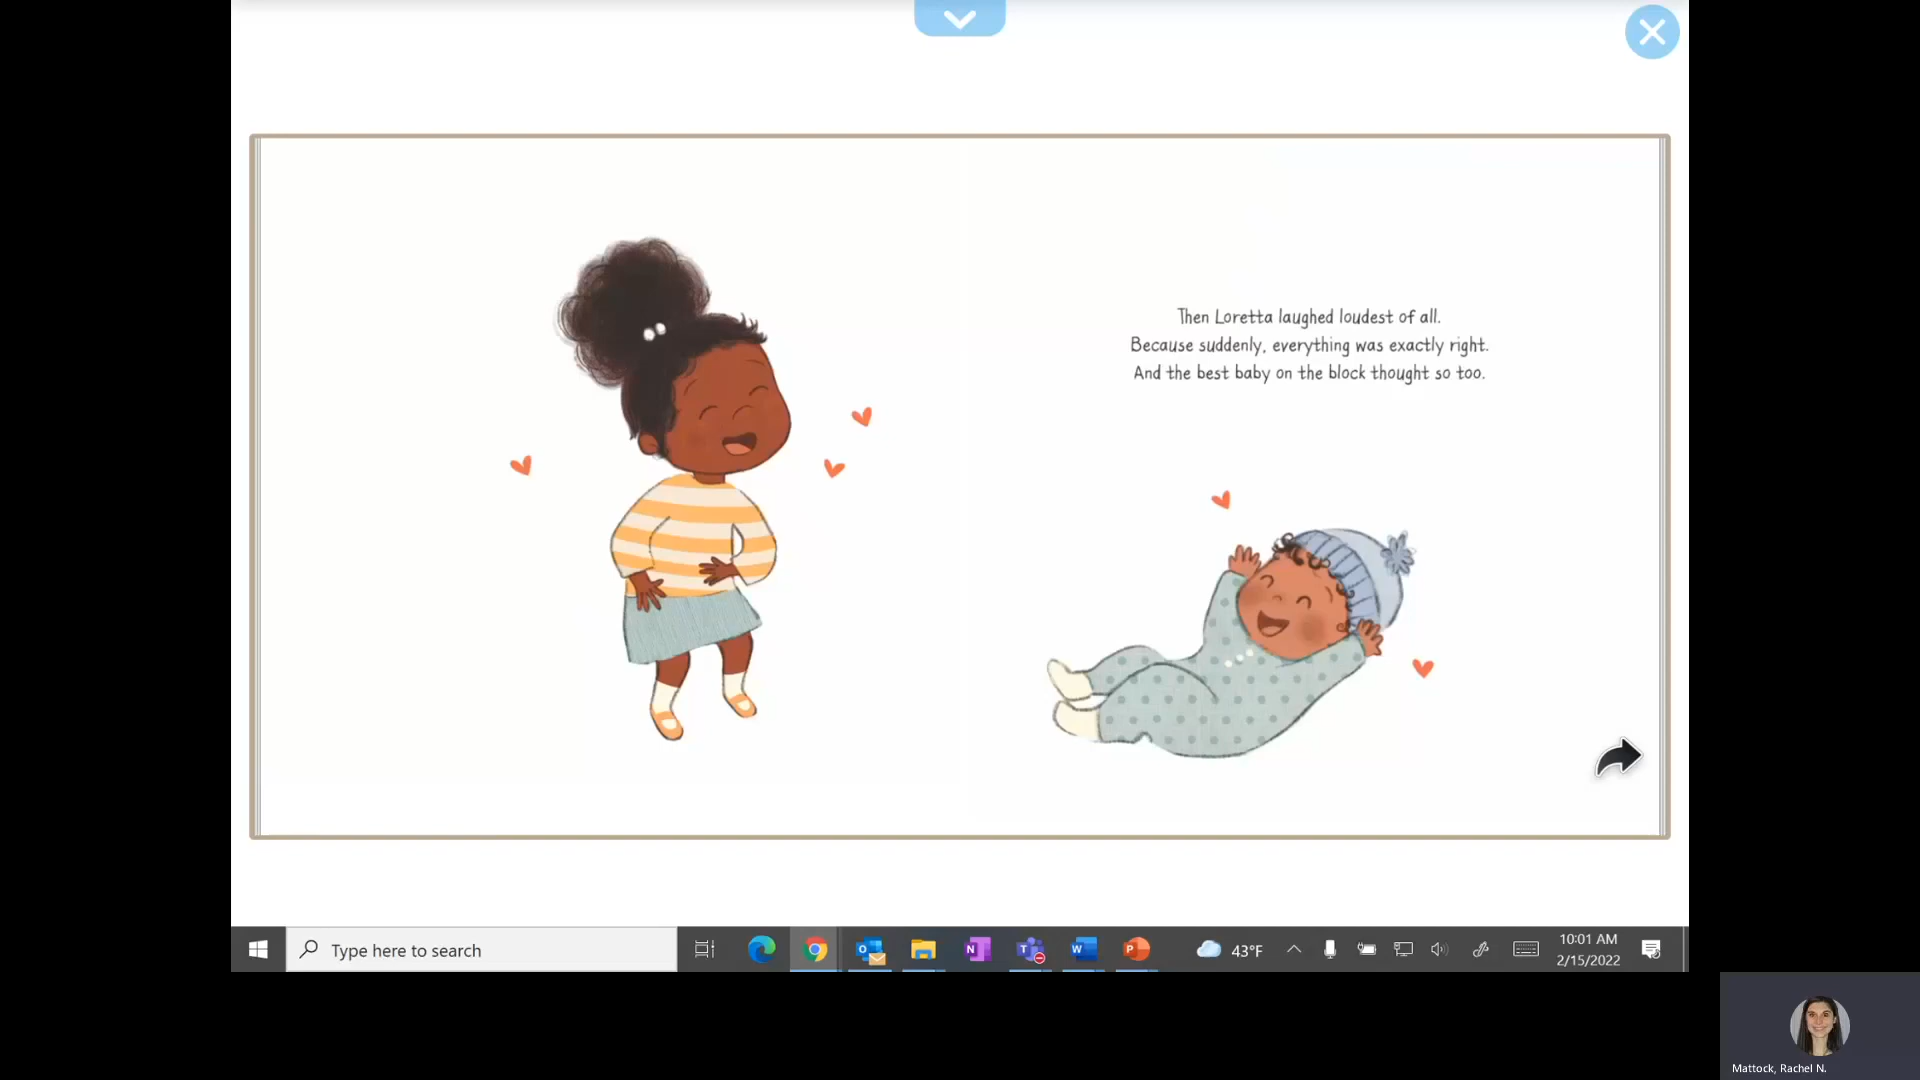 Then Loretta laughed loudest of all.
Because suddenly, everything was exactly right.
And the best baby on the block thought so too.
Type here to search
43°F
10:01 AM
2/15/2022
Mattock, Rachel N.